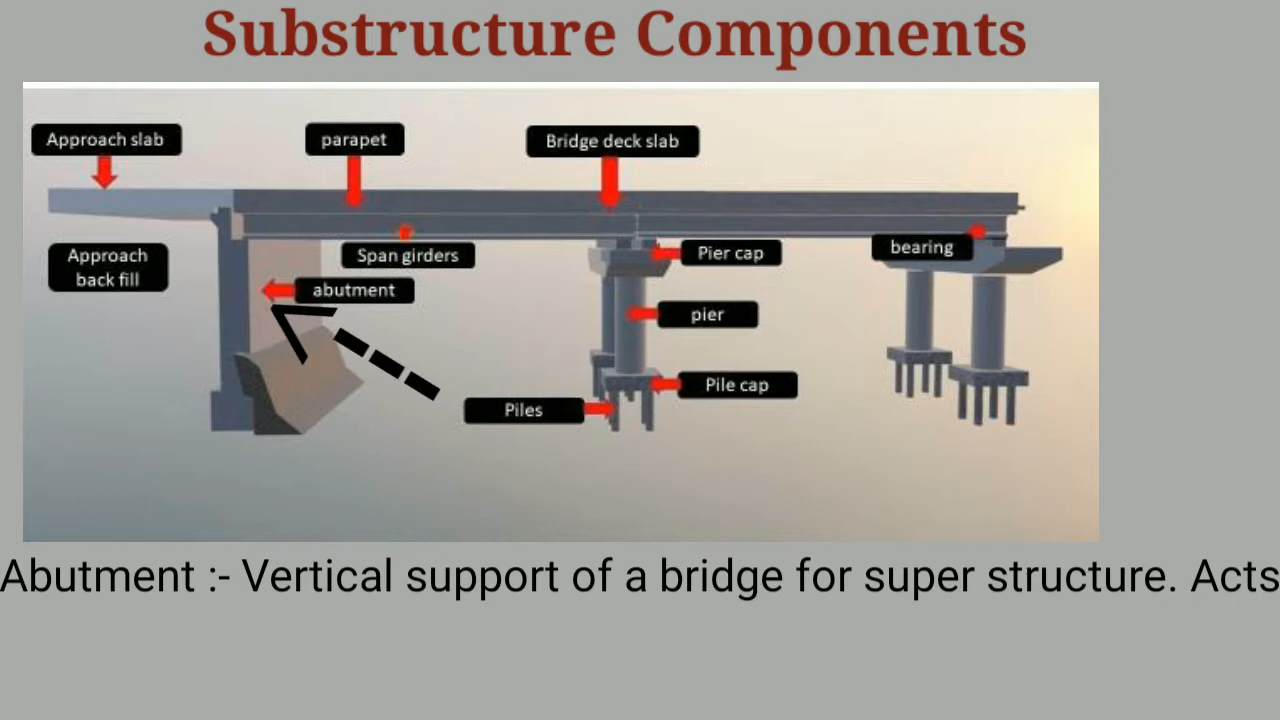 Substructure Components
Approach slab
parapet
Bridge deck slab
Approach
back fill
Span girders
Pier cap
bearing
abutment
pier
Pile cap
Piles
Abutment :- Vertical support of a bridge for super structure. Acts